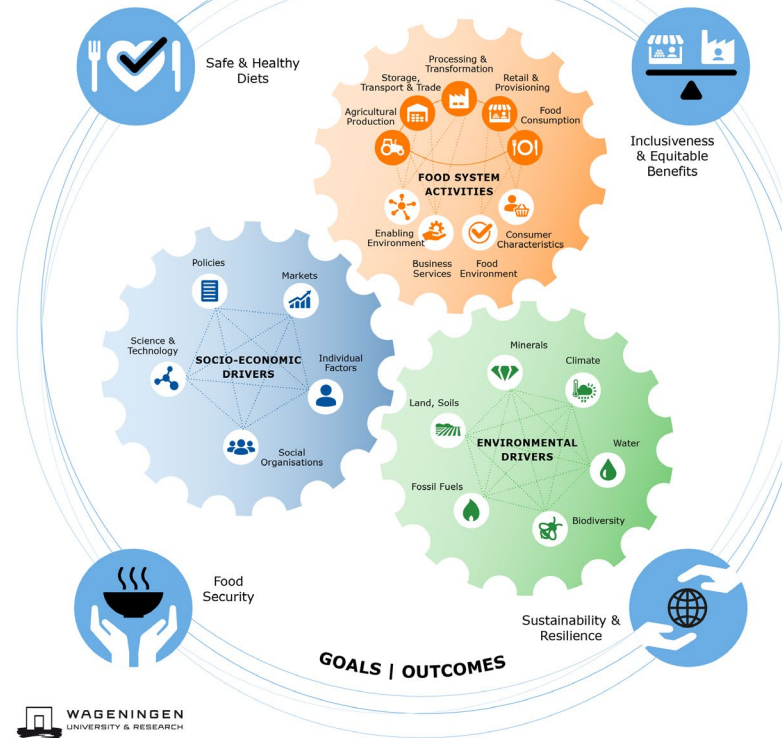 Safe & Healthy
Diets
Processing &
Transformation
Storage,
Transport & Trade
Retail &
Provisioning
Agricultural
Production
Food
Consumption
FOOD SYSTEM
ACTIVITIES
Enabling
Environment
Business
Services
Food
Environment
Consumer
Characteristics
Inclusiveness
& Equitable
Benefits
Policies
Markets
Science &
Technology
SOCIO-ECONOMIC
DRIVERS
Individual
Factors
Social
Organisations
Minerals
Climate
Land, Soils
ENVIRONMENTAL
DRIVERS
Water
Fossil Fuels
Biodiversity
Food
Security
Sustainability &
Resilience
GOALS | OUTCOMES
WAGENINGEN
UNIVERSITY & RESEARCH